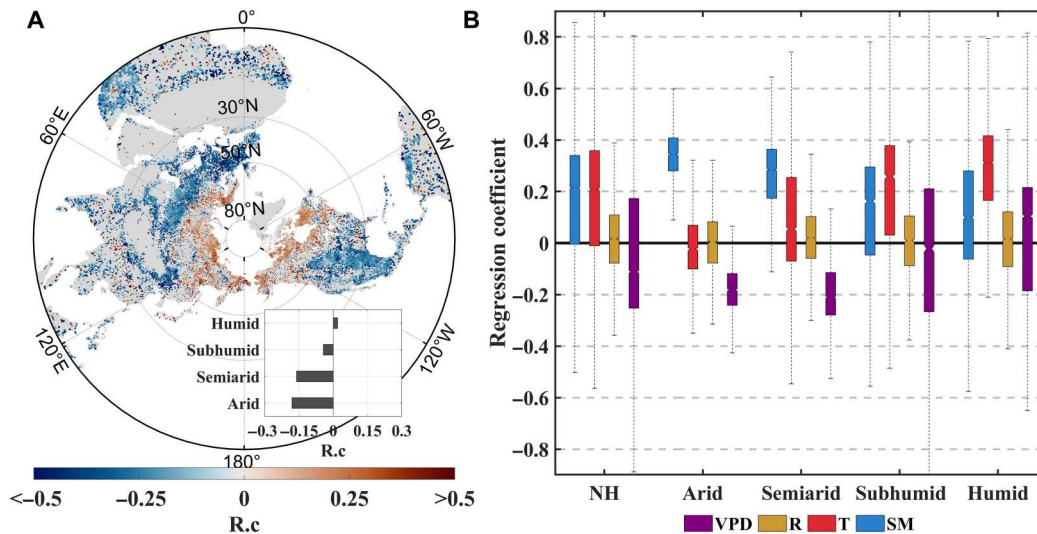 A
0°
30°N
50°N
80°N
60°E
60°W
120°E
120°W
180°
Humid
Subhumid
Semiarid
Arid
−0.3 −0.15 0 0.15 0.3
R.c
<−0.5 −0.25 0 0.25 >0.5
R.c
B
Regression coefficient
0.8
0.6
0.4
0.2
0
−0.2
−0.4
−0.6
−0.8
NH Arid Semiarid Subhumid Humid
VPD R T SM